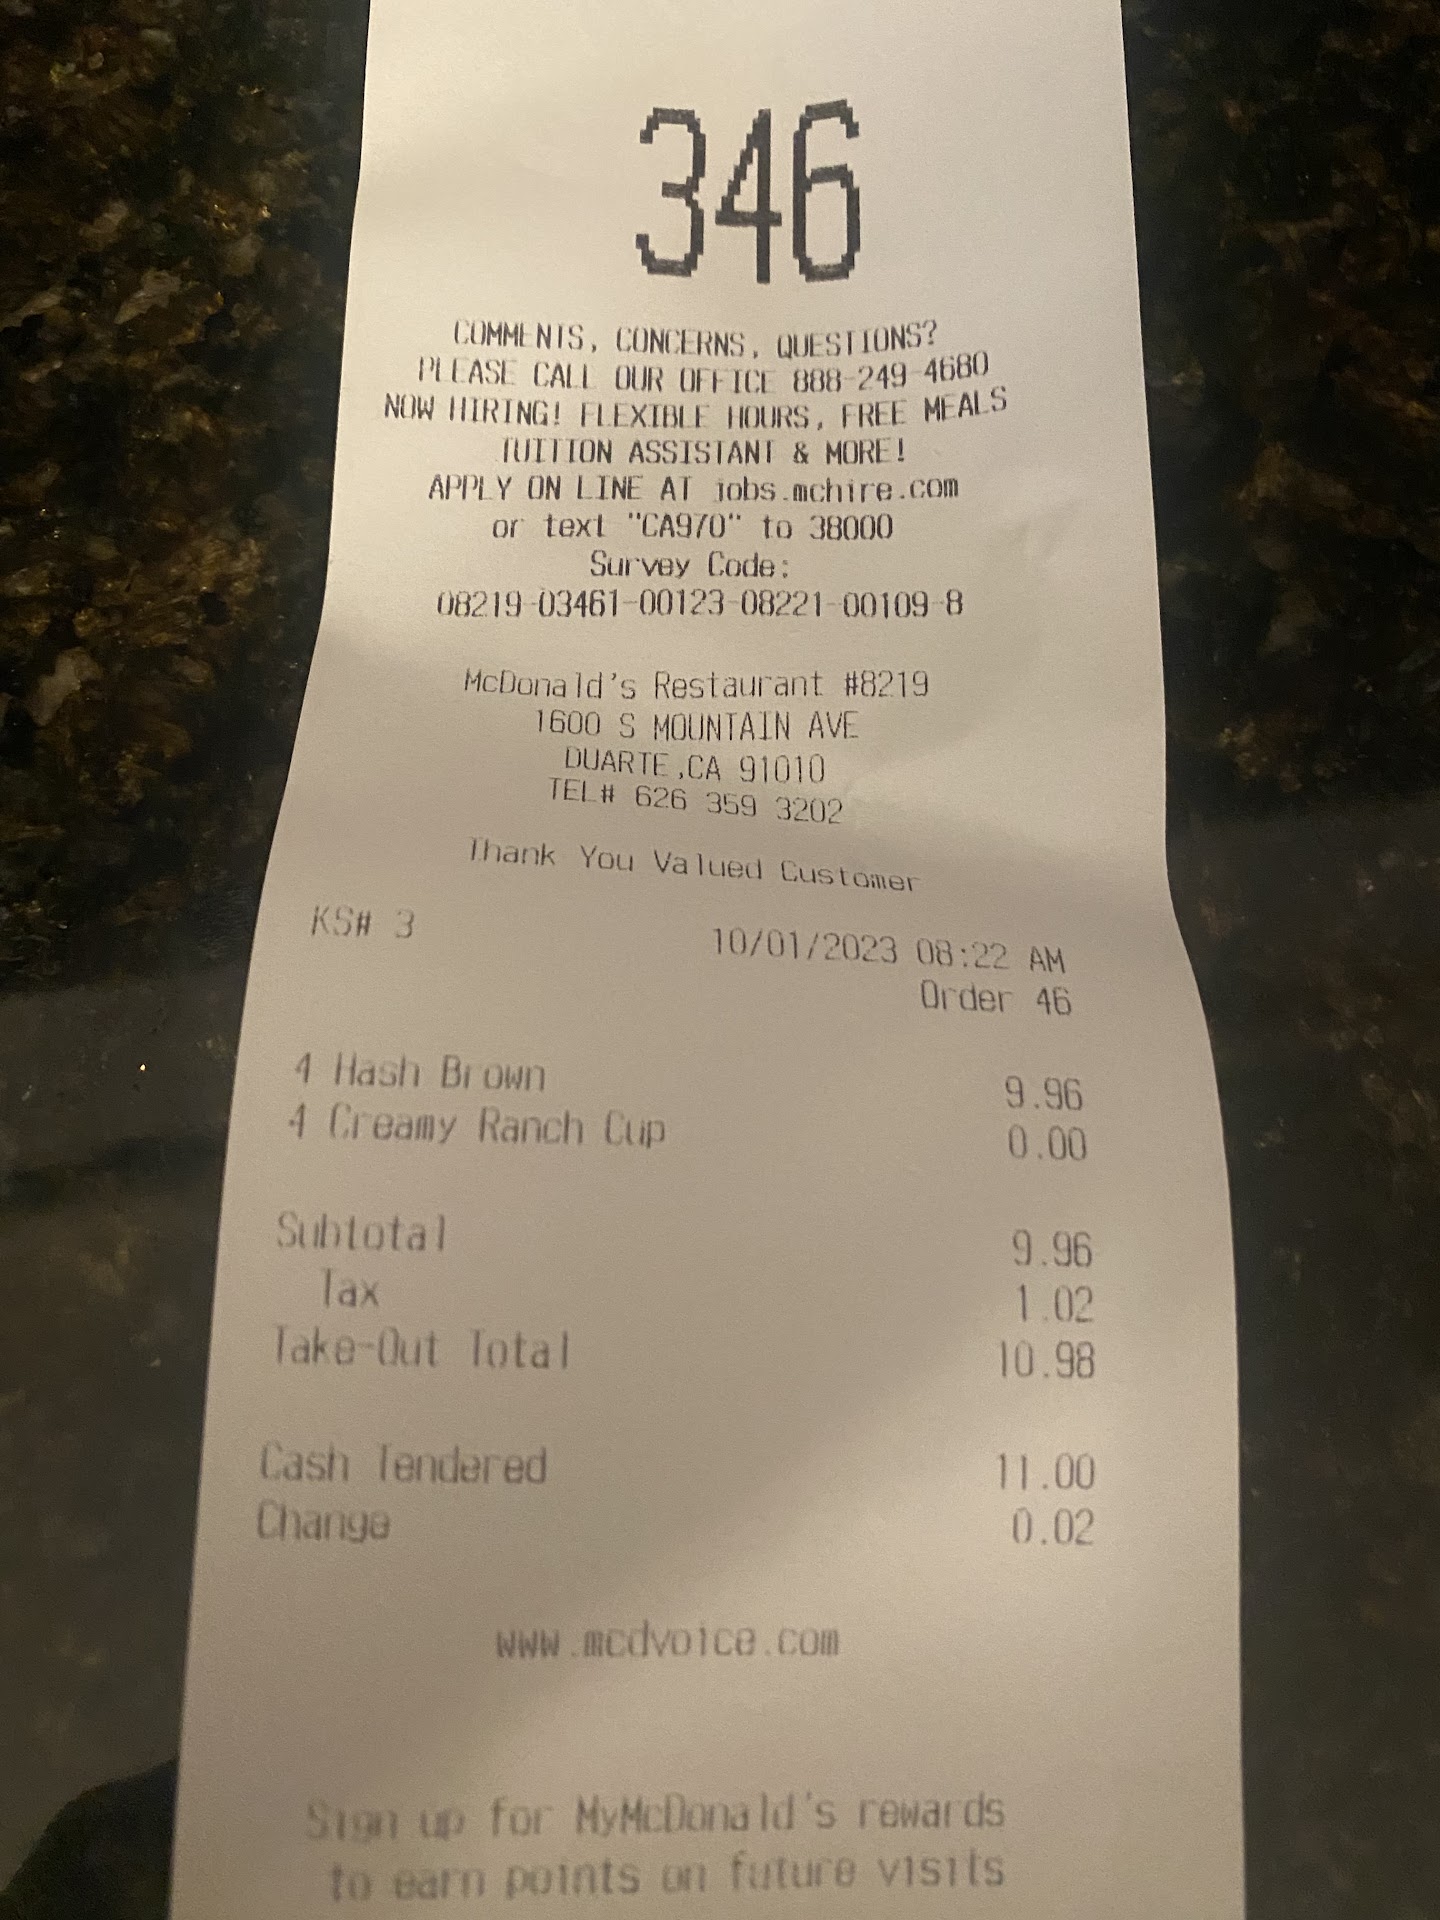 346
COMMENTS, CONCERNS, QUESTIONS?
PLEASE CALL OUR OFFICE 888-249-4680
NOW HIRING! FLEXIBLE HOURS, FREE MEALS
TUITION ASSISTANT & MORE!
APPLY ON LINE AT jobs.mchire.com
or text "CA970" to 38000
Survey Code:
08219-03461-00123-08221-00109-8
McDonald's Restaurant #8219
1600 S MOUNTAIN AVE
DUARTE ,CA 91010
TEL# 626 359 3202
Thank You Valued Customer
KS# 3
10/01/2023 08:22 AM
Order 46
4 Hash Brown 9.96
4 Creamy Ranch Cup 0.00
Subtotal 9.96
Tax 1.02
Take-Out Total 10.98
Cash Tendered 11.00
Change 0.02
www.mcdvoice.com
Sign up for MyMcDonald's rewards
to earn points on future visits